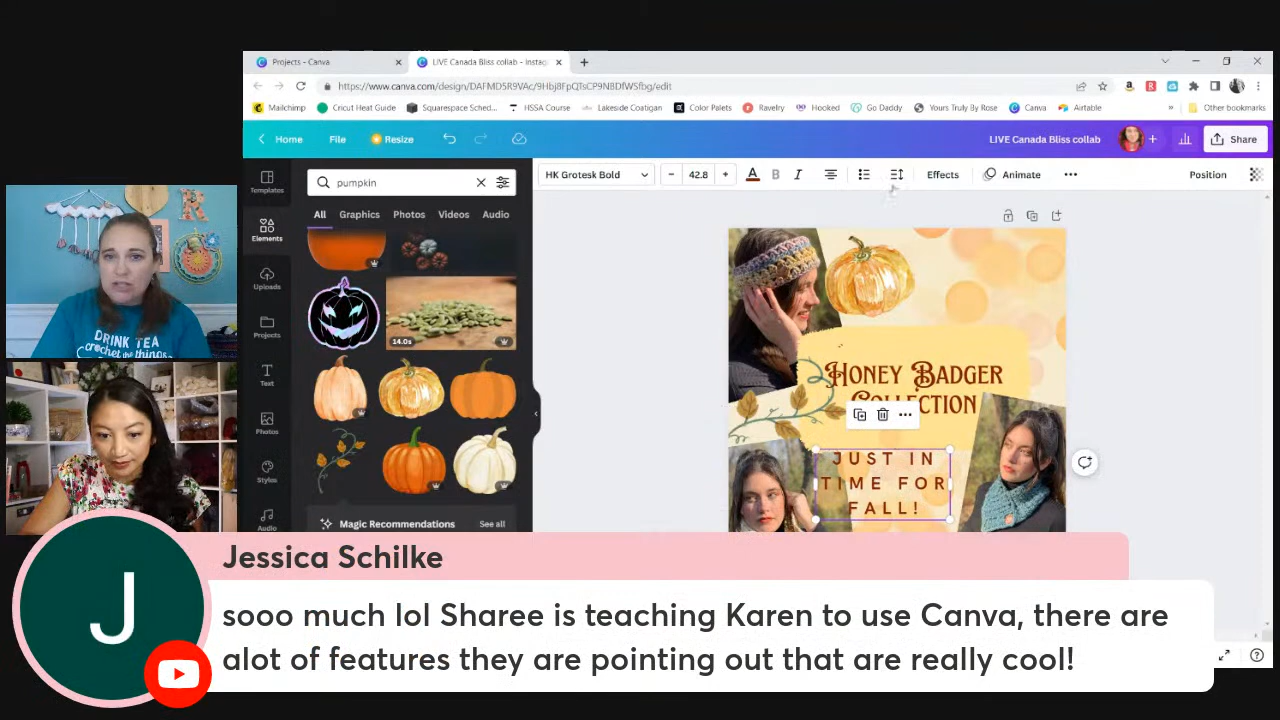 Projects - Canva
LIVE Canada Bliss collab - Instag
https://www.canva.com/design/DAFMD5R9VAc/9Hbj8FpQTsCP9N8DfWSfbg/edit
Mailchimp
Cricut Heat Guide
Squarespace Sched...
HSSA Course
Lakeside Coatigan
Color Palets
Ravelry
Hooked
Go Daddy
Yours Truly By Rose
Canva
Airtable
»
Other bookmarks
Home
File
Resize
LIVE Canada Bliss collab
Share
HK Grotesk Bold
42.8
A
B
I
Effects
Animate
Position
Templates
Elements
Uploads
Projects
Text
Photos
Styles
Audio
pumpkin
All
Graphics
Photos
Videos
Audio
14.0s
Magic Recommendations
See all
HONEY BADGER
COLLECTION
JUST IN
TIME FOR
FALL!
R
DRINK TEA
crochet the things
J
Jessica Schilke
sooo much lol Sharee is teaching Karen to use Canva, there are
alot of features they are pointing out that are really cool!